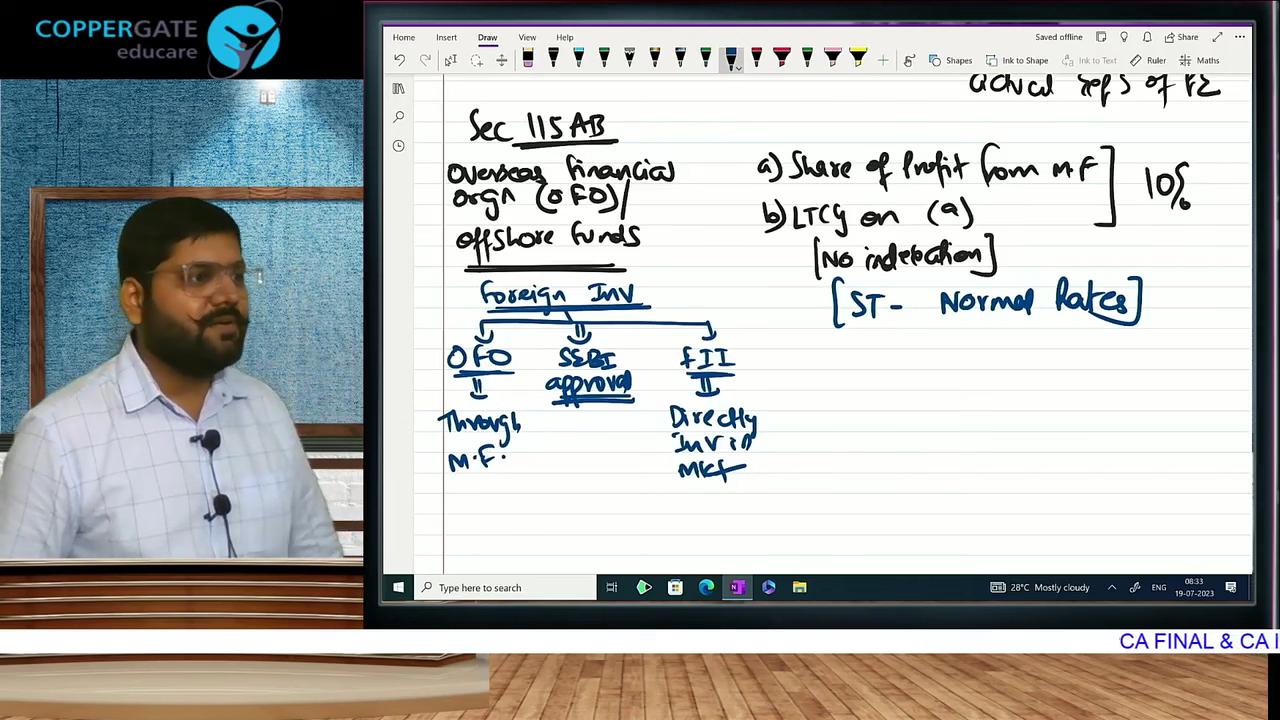 COPPERGATE
educare
Home Insert Draw View Help
Saved offline Share
Shapes Ink to Shape Ink to Text Ruler Maths
Sec 115AB
Overseas financial
orgn (OFO)/
offshore funds
a) Share of Profit from M.F
b) LTCG on (a)
10%
[No indexation]
[ST- Normal Rates]
Foreign Inv
OFO SEBI approval FII
Through
M.F.
Directly
Inv in
Mkt
Type here to search
28°C Mostly cloudy ENG 08:33
19-07-2023
CA FINAL & CA I